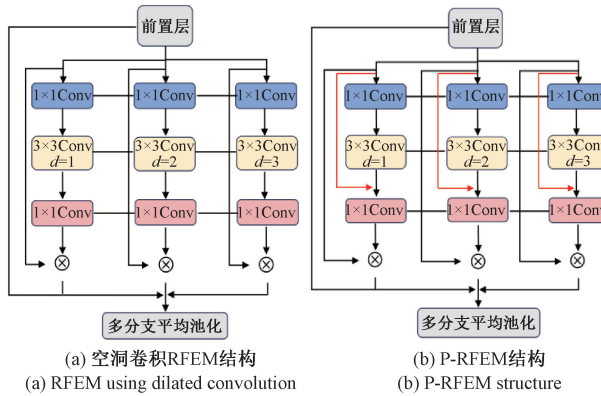 前置层
1×1Conv 1×1Conv 1×1Conv
3×3Conv 3×3Conv 3×3Conv
d=1 d=2 d=3
1×1Conv 1×1Conv 1×1Conv
多分支平均池化
(a) 空洞卷积RFEM结构
(a) RFEM using dilated convolution
前置层
1×1Conv 1×1Conv 1×1Conv
3×3Conv 3×3Conv 3×3Conv
d=1 d=2 d=3
1×1Conv 1×1Conv 1×1Conv
多分支平均池化
(b) P-RFEM结构
(b) P-RFEM structure